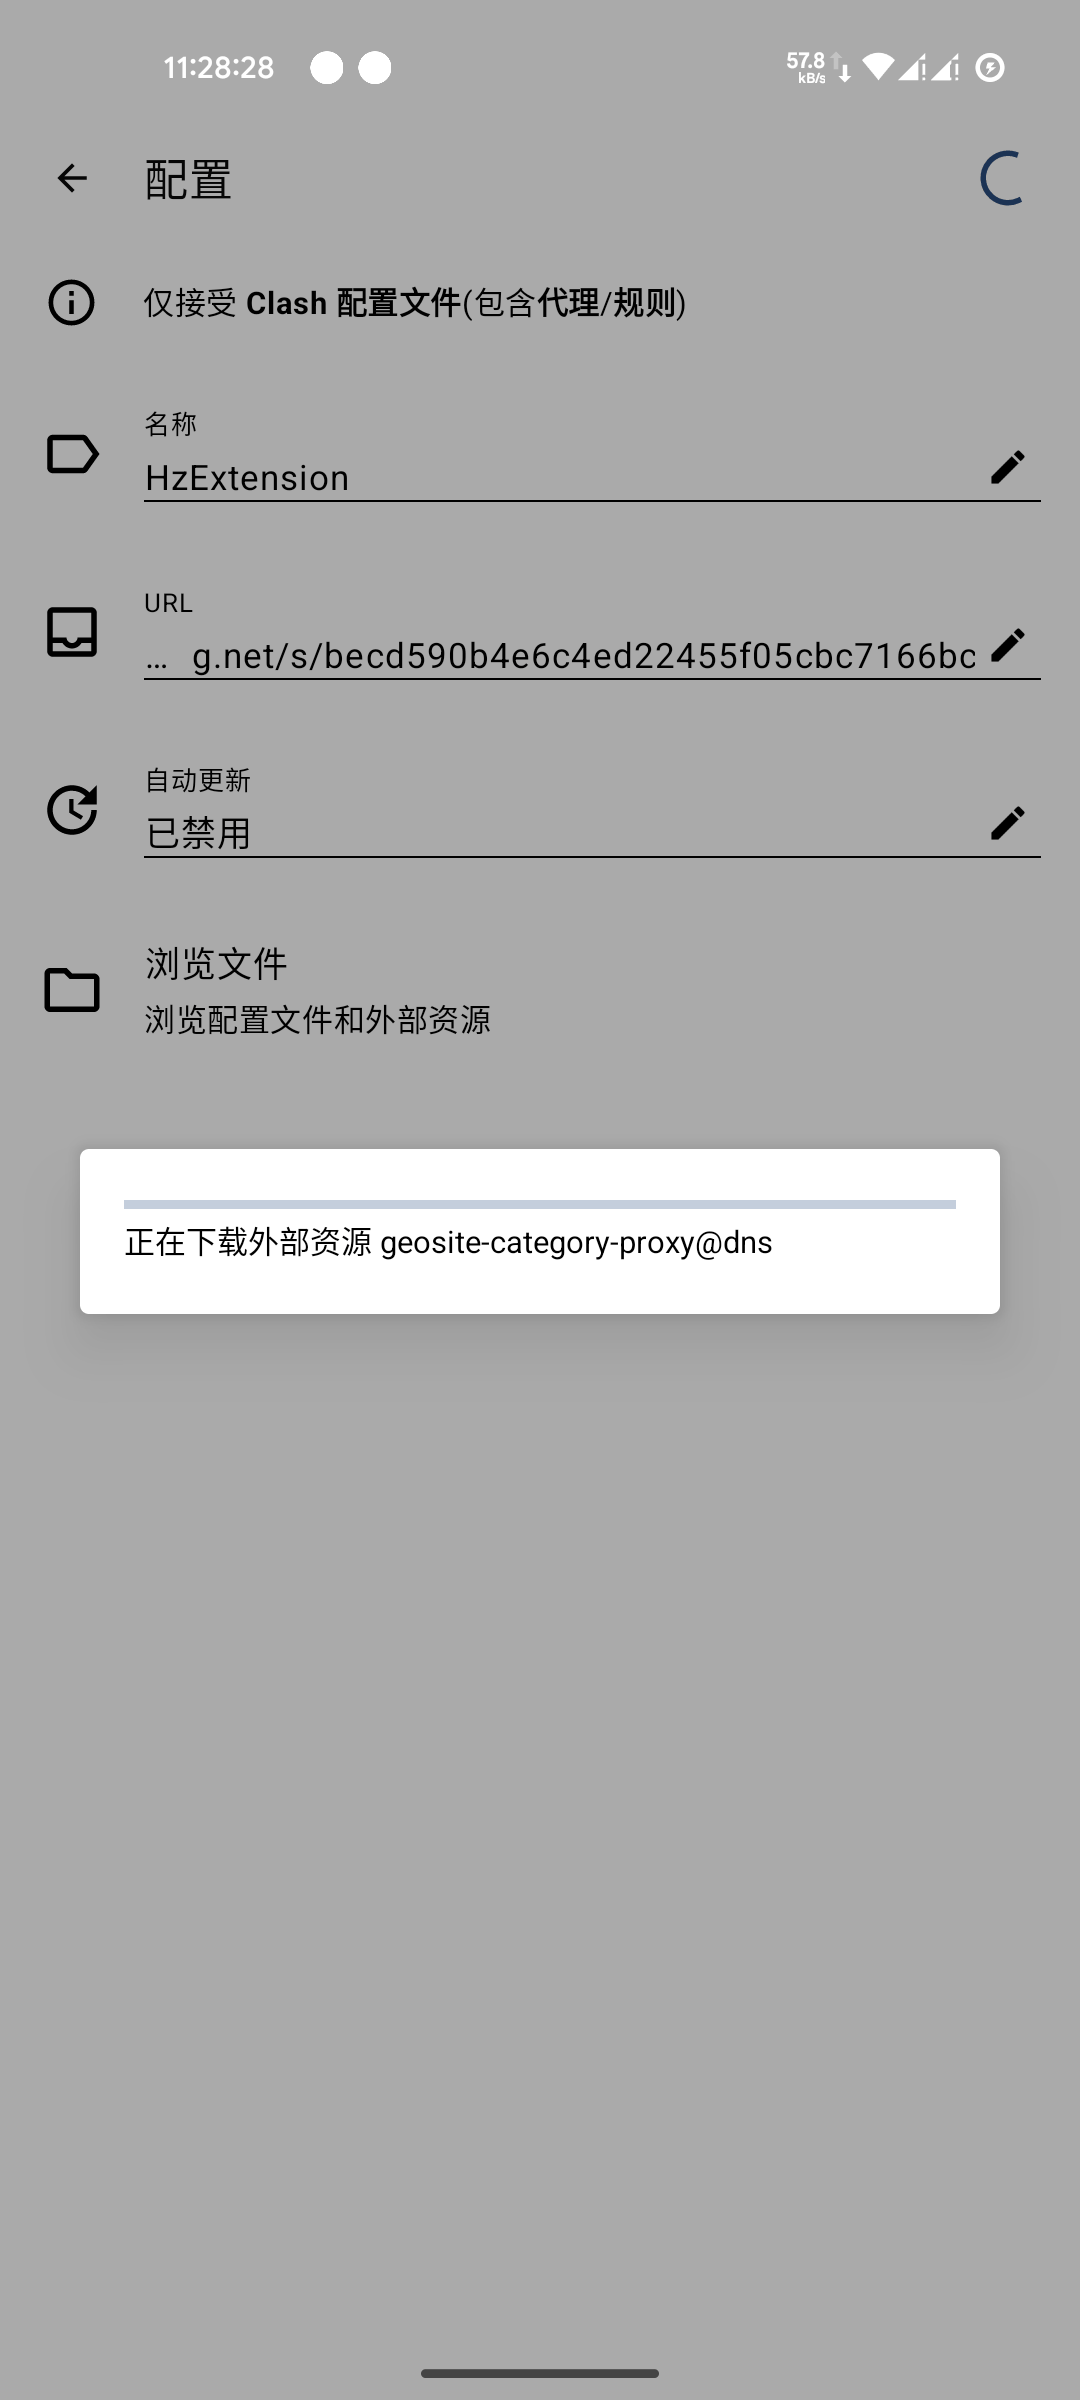 11:28:28
57.8
kB/s
配置
仅接受 Clash 配置文件(包含代理/规则)
名称
HzExtension
URL
... g.net/s/becd590b4e6c4ed22455f05cbc7166bc
自动更新
已禁用
浏览文件
浏览配置文件和外部资源
正在下载外部资源 geosite-category-proxy@dns